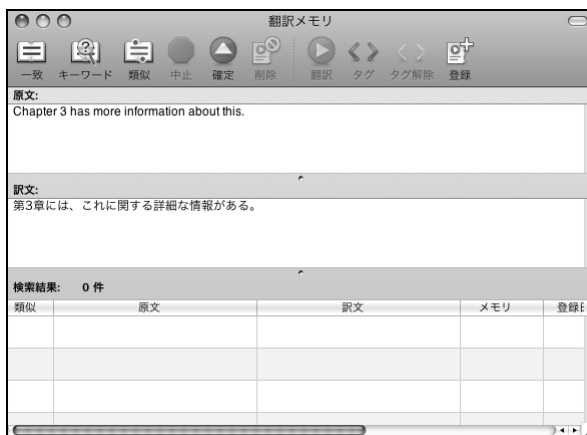 翻訳メモリ
一致 キーワード 類似 中止 確定 削除 翻訳 タグ タグ解除 登録
原文:
Chapter 3 has more information about this.
訳文:
第3章には、これに関する詳細な情報がある。
検索結果: 0 件
類似 原文 訳文 メモリ 登録